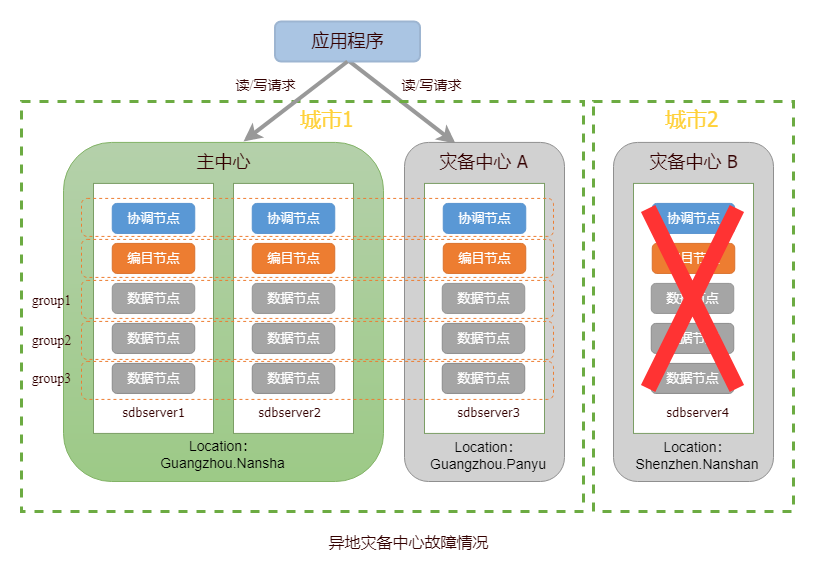 应用程序
读/写请求
读/写请求
城市1
城市2
主中心
灾备中心 A
灾备中心 B
协调节点
协调节点
协调节点
协调节点
编目节点
编目节点
编目节点
编目节点
group1
数据节点
数据节点
数据节点
数据节点
group2
数据节点
数据节点
数据节点
数据节点
group3
数据节点
数据节点
数据节点
数据节点
sdbserver1
sdbserver2
sdbserver3
sdbserver4
Location：
Guangzhou.Nansha
Location：
Guangzhou.Panyu
Location：
Shenzhen.Nanshan
异地灾备中心故障情况